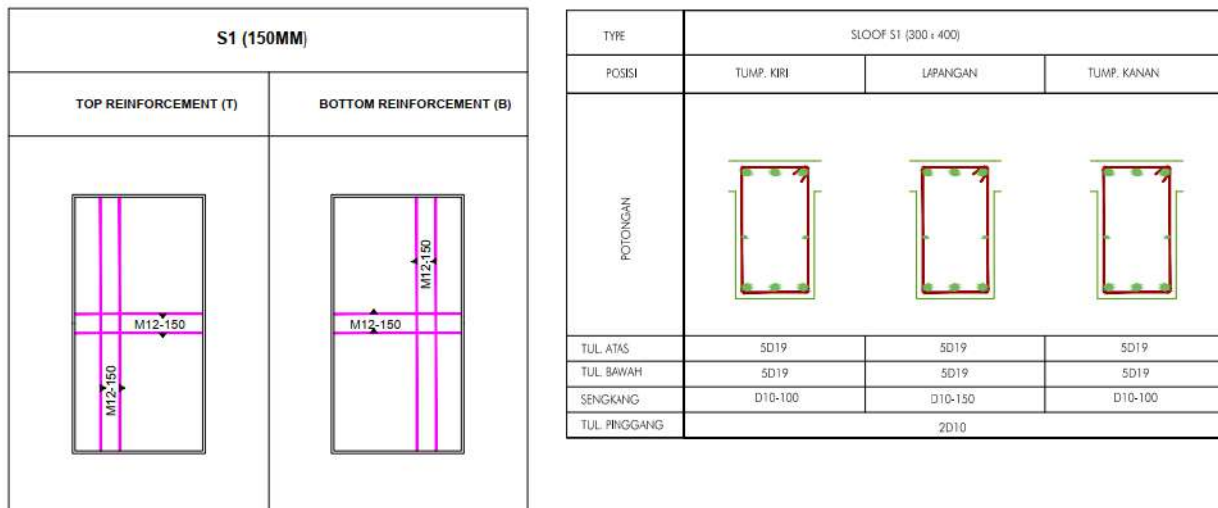 S1 (150MM)
TOP REINFORCEMENT (T)
BOTTOM REINFORCEMENT (B)
M12-150
M12-150
M12-150
M12-150
TYPE
SLOOF S1 (300 x 400)
POSISI
TUMP. KIRI
LAPANGAN
TUMP. KANAN
POTONGAN
TUL. ATAS
5D19
5D19
5D19
TUL. BAWAH
5D19
5D19
5D19
SENGKANG
D10-100
D10-150
D10-100
TUL. PINGGANG
2D10